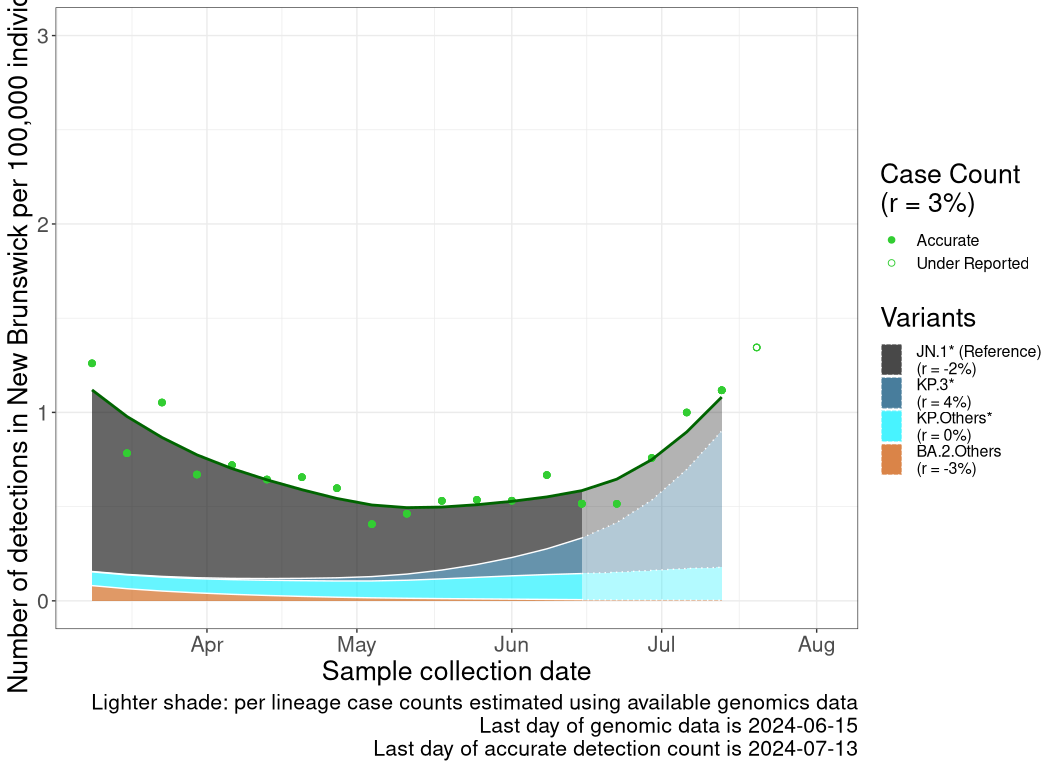 Number of detections in New Brunswick per 100,000
3
2
1
0
Apr
May
Jun
Jul
Aug
Sample collection date
Lighter shade: per lineage case counts estimated using available genomics data
Last day of genomic data is 2024-06-15
Last day of accurate detection count is 2024-07-13
Case Count
(r = 3%)
Accurate
Under Reported
Variants
JN.1* (Reference)
(r = -2%)
KP.3*
(r = 4%)
KP.Others*
(r = 0%)
BA.2.Others
(r = -3%)